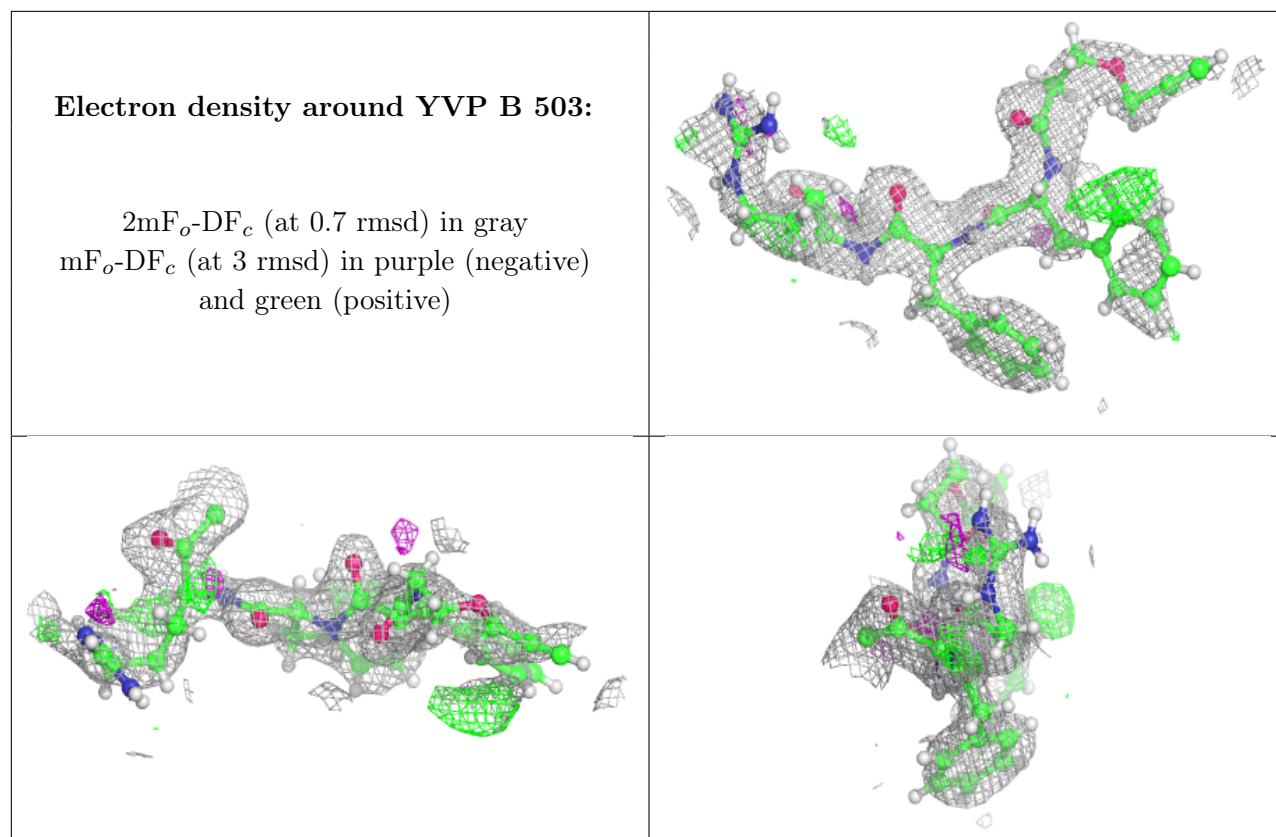 Electron density around YVP B 503:
2mFo-DFc (at 0.7 rmsd) in gray
mFo-DFc (at 3 rmsd) in purple (negative)
and green (positive)